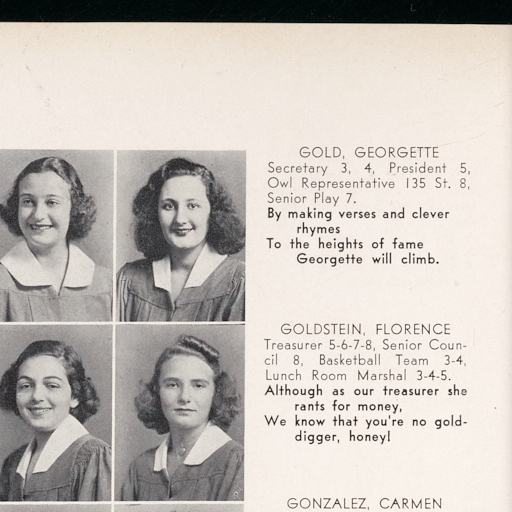 GOLD, GEORGETTE
Secretary 3, 4, President 5,
Owl Representative 135 St. 8,
Senior Play 7.
By making verses and clever
rhymes
To the heights of fame
Georgette will climb.
GOLDSTEIN, FLORENCE
Treasurer 5-6-7-8, Senior Coun-
cil 8, Basketball Team 3-4,
Lunch Room Marshal 3-4-5.
Although as our treasurer she
rants for money,
We know that you're no gold-
digger, honey!
GONZALEZ, CARMEN